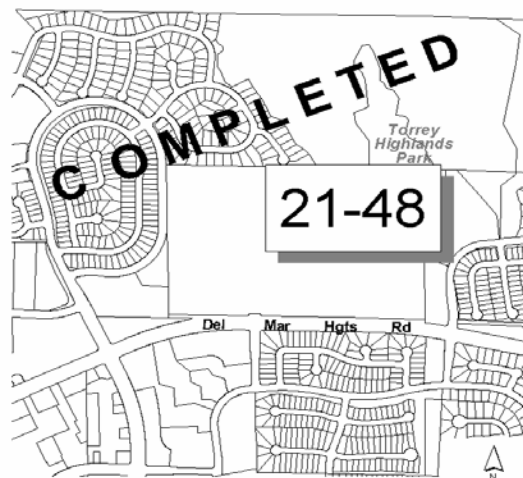 COMPLETED
Torrey
Highlands
Park
21-48
Del Mar Hgts Rd
N